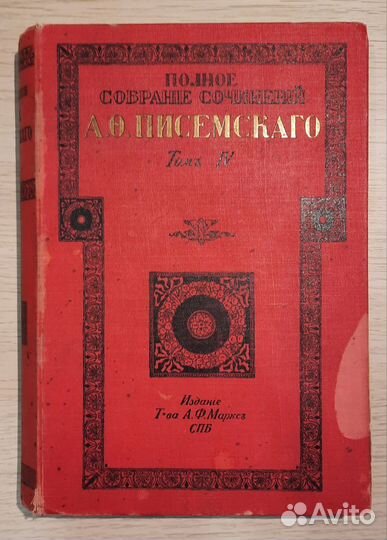 ПОЛНОЕ
СОБРАНІЕ СОЧИНЕНІЙ
А.Ѳ.ПИСЕМСКАГО
Томъ IV
Изданіе
Т-ва А.Ф.Марксъ
СПБ
Avito